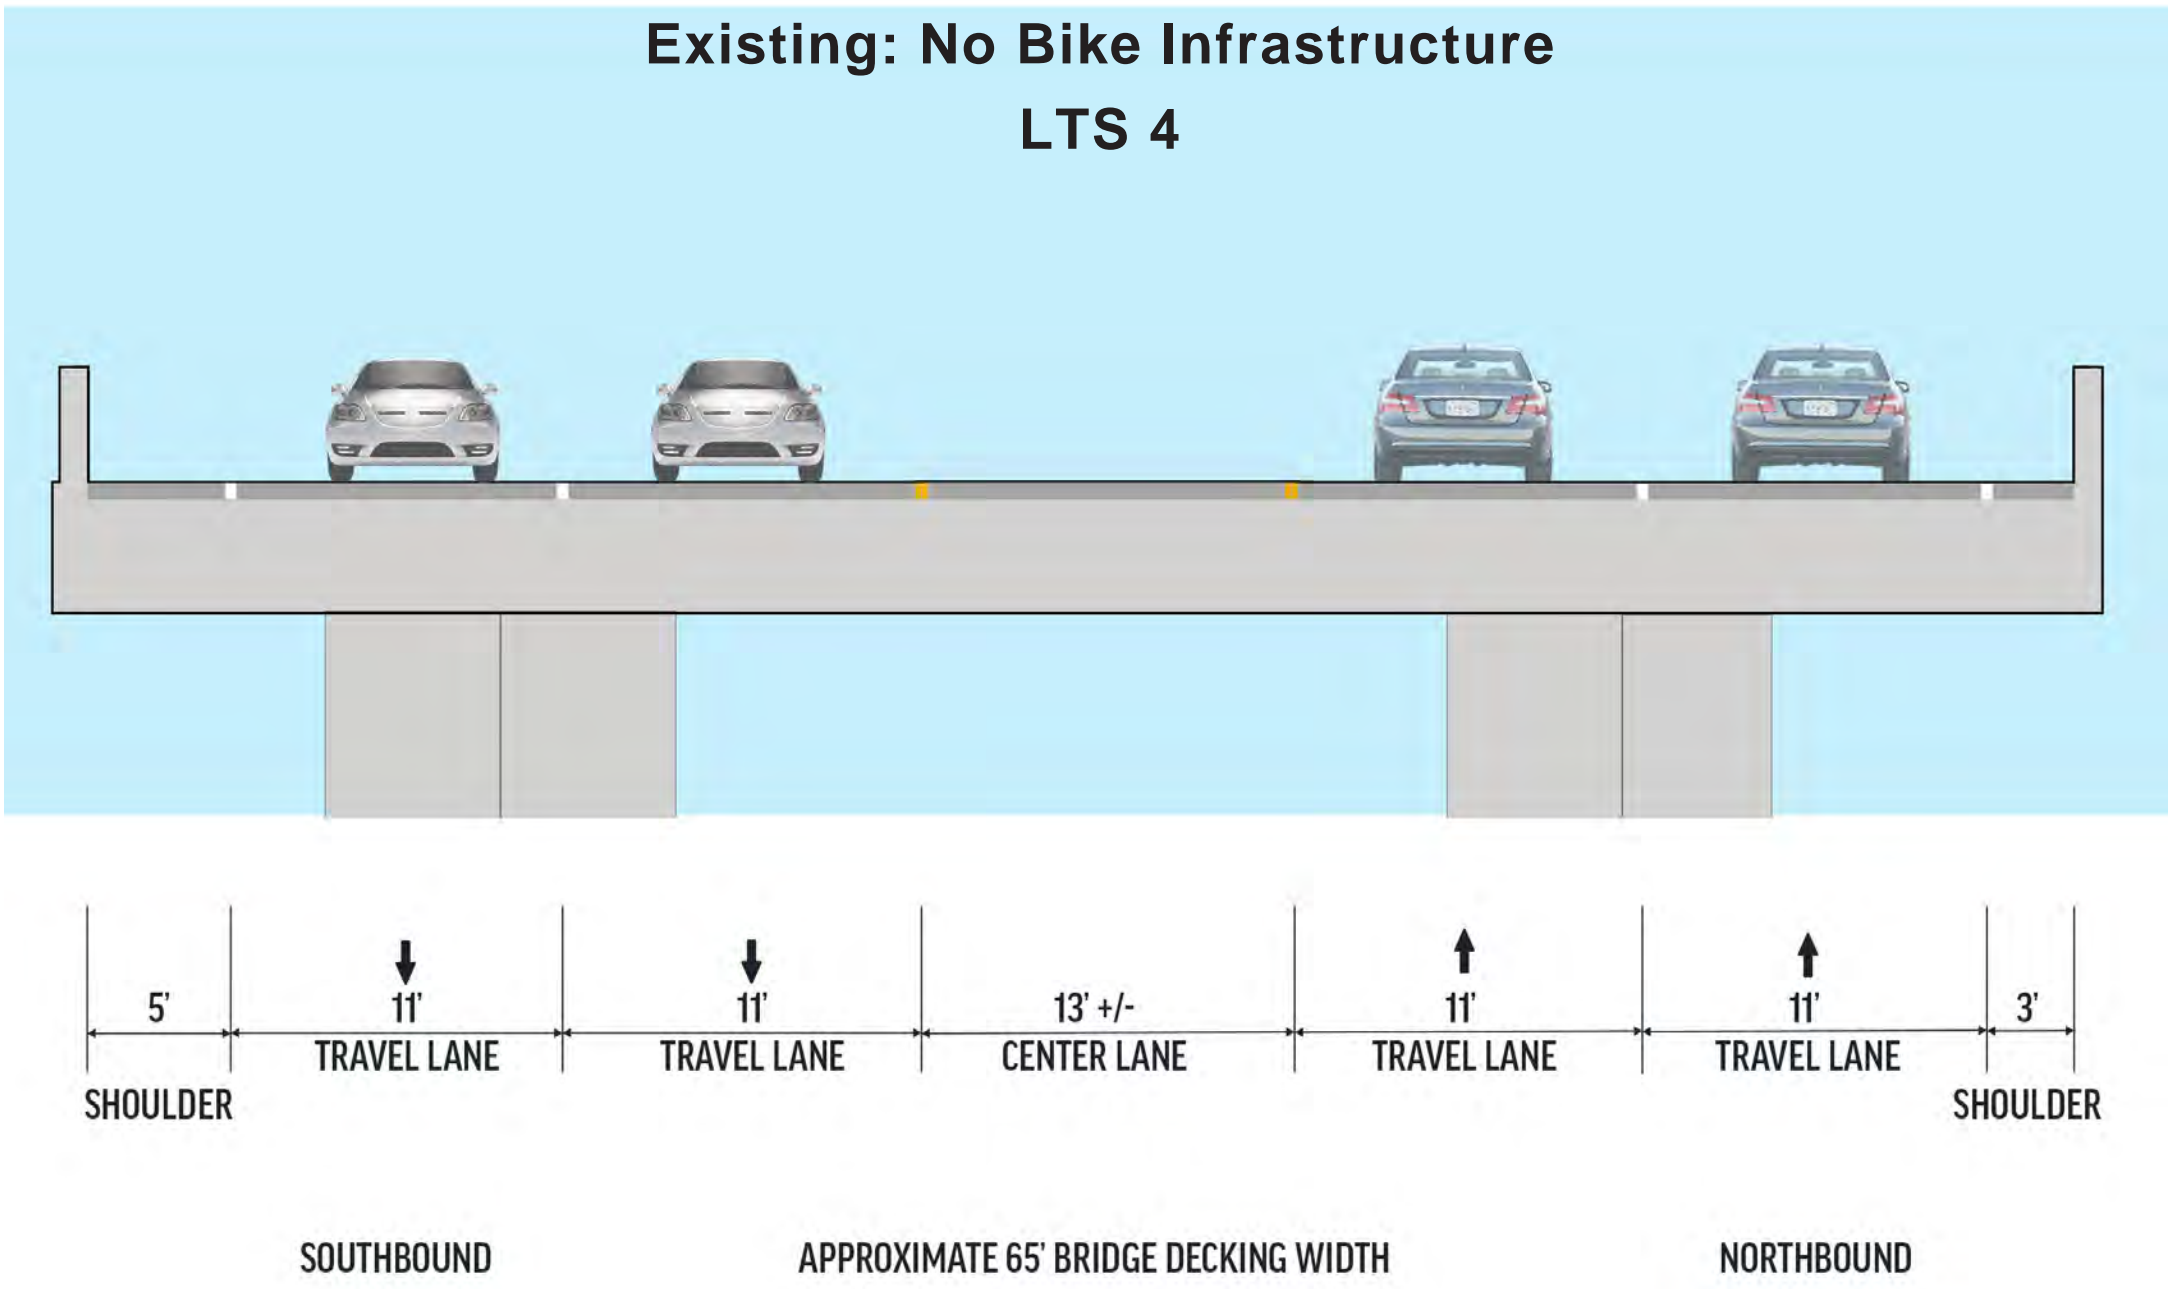 Existing: No Bike Infrastructure
LTS 4
5' 11' 11' 13' +/- 11' 11' 3'
TRAVEL LANE TRAVEL LANE CENTER LANE TRAVEL LANE TRAVEL LANE
SHOULDER SHOULDER
SOUTHBOUND APPROXIMATE 65' BRIDGE DECKING WIDTH NORTHBOUND